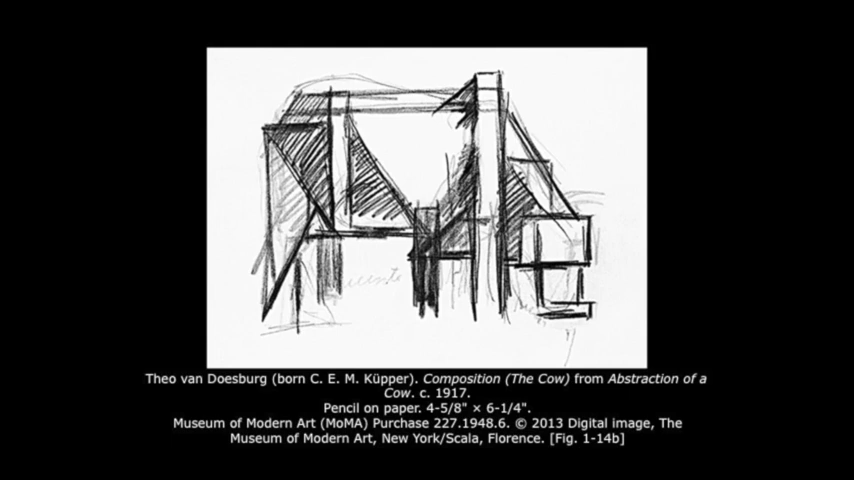 Theo van Doesburg (born C. E. M. Küpper). Composition (The Cow) from Abstraction of a
Cow. c. 1917.
Pencil on paper. 4-5/8" × 6-1/4".
Museum of Modern Art (MoMA) Purchase 227.1948.6. © 2013 Digital image, The
Museum of Modern Art, New York/Scala, Florence. [Fig. 1-14b]